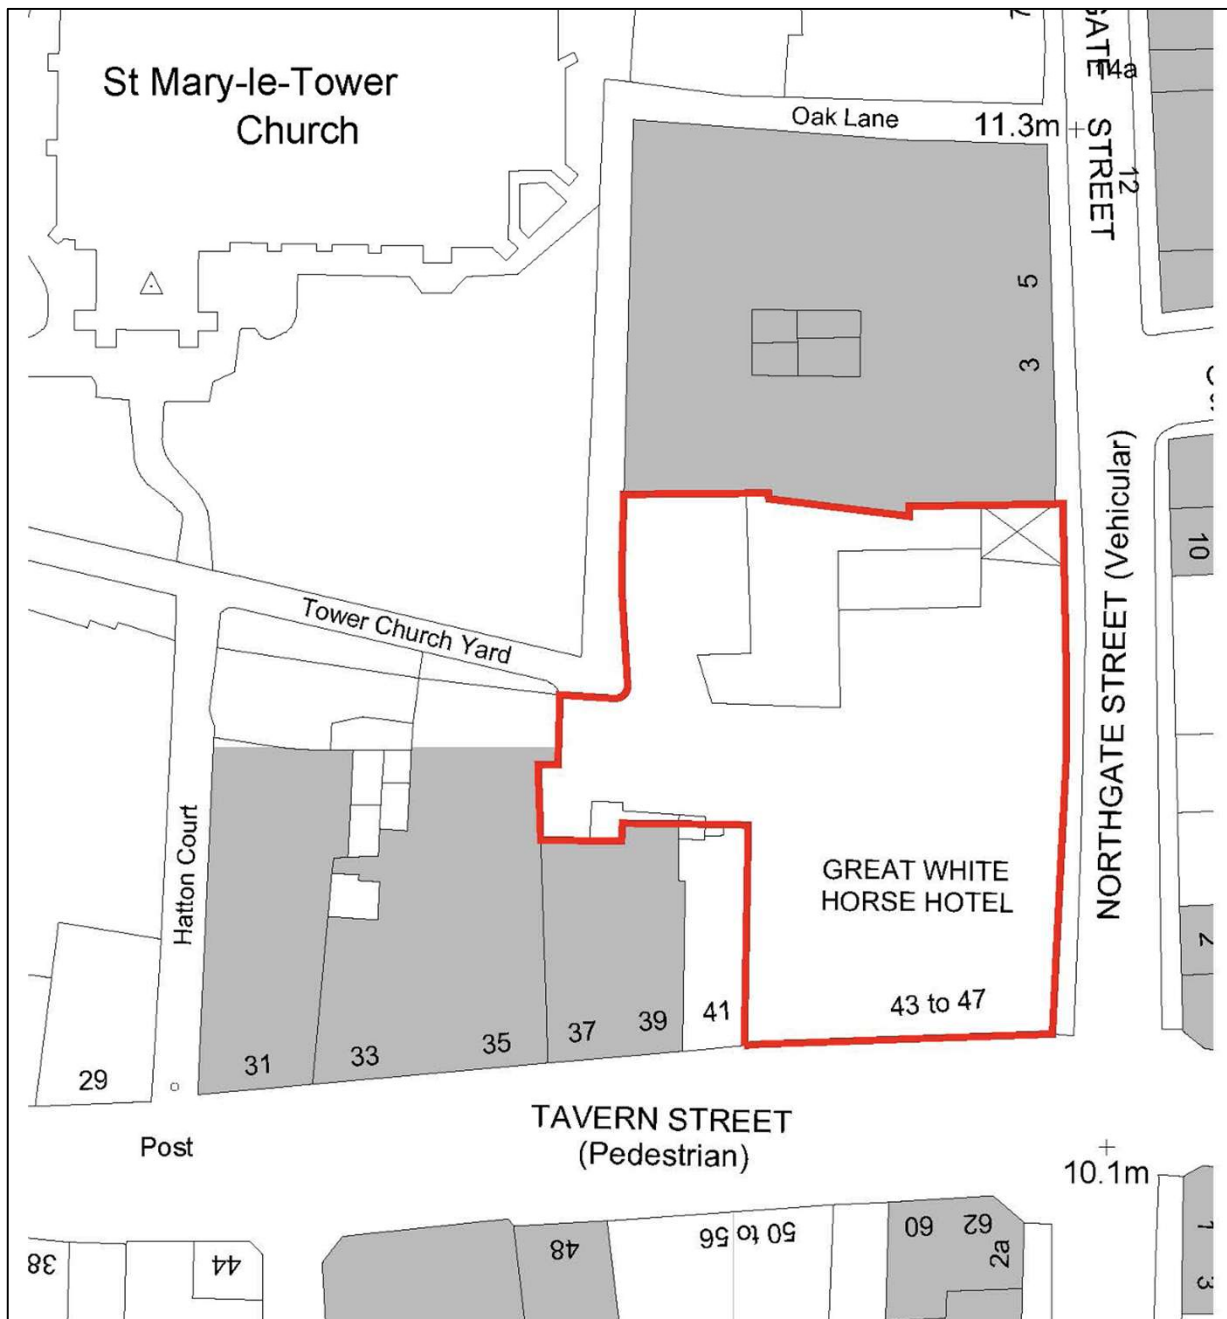 St Mary-le-Tower
Church
Oak Lane
11.3m
GATE STREET
14a
12
5
3
NORTHGATE STREET (Vehicular)
10
Tower Church Yard
Hatton Court
GREAT WHITE
HORSE HOTEL
43 to 47
2
41
39
37
35
33
31
29
TAVERN STREET
(Pedestrian)
Post
10.1m
38
44
48
50 to 56
60
62
2a
1
3